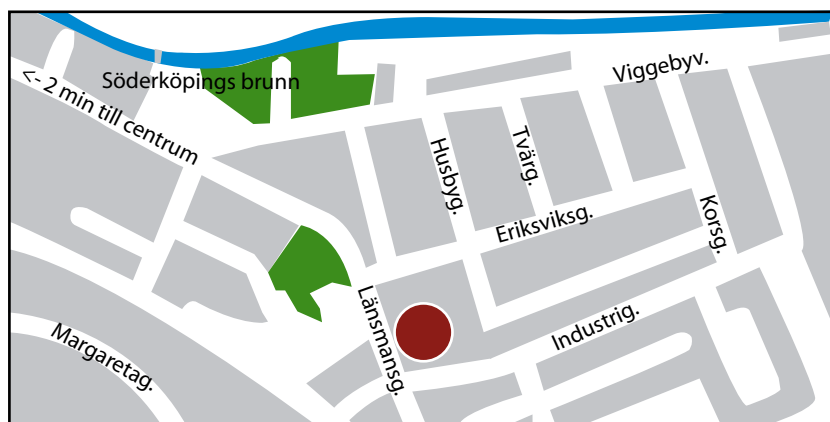 Viggebyv.
Söderköpings brunn
<- 2 min till centrum
Husbyg.
Tvärg.
Korsg.
Eriksviksg.
Länsmansg.
Industrig.
Margaretag.